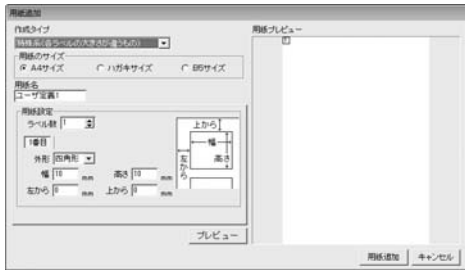 用紙追加
作成タイプ
特殊系(各ラベルの大きさが違うもの)
用紙のサイズ
A4サイズ ハガキサイズ B5サイズ
用紙名
ユーザ定義1
用紙設定
ラベル数 1
1番目
外形 四角形
幅 10 mm 高さ 10 mm
左から 0 mm 上から 0 mm
上から
幅
左から
高さ
プレビュー
用紙プレビュー
用紙追加 キャンセル